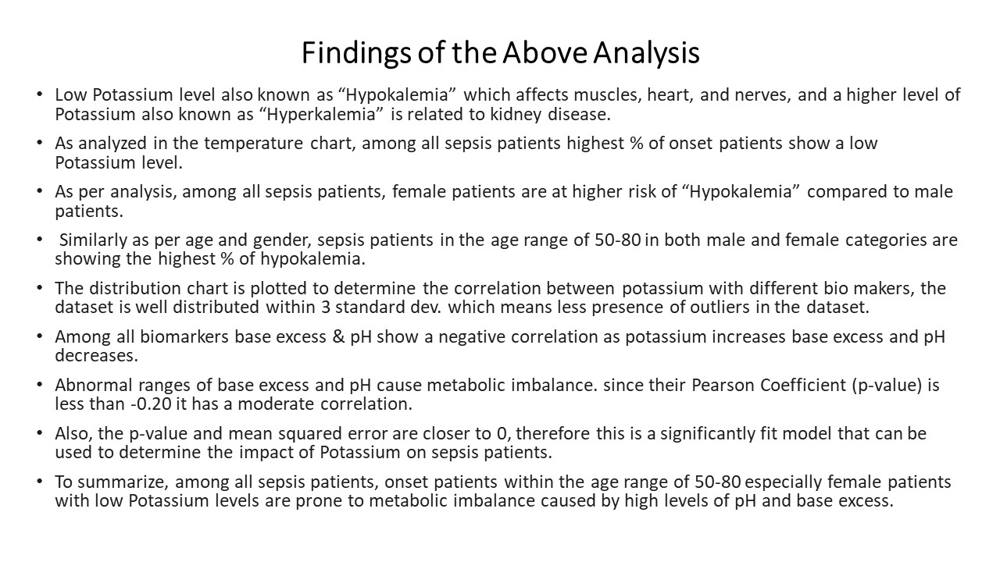 Findings of the Above Analysis
• Low Potassium level also known as “Hypokalemia” which affects muscles, heart, and nerves, and a higher level of
Potassium also known as “Hyperkalemia” is related to kidney disease.
• As analyzed in the temperature chart, among all sepsis patients highest % of onset patients show a low
Potassium level.
• As per analysis, among all sepsis patients, female patients are at higher risk of “Hypokalemia” compared to male
patients.
• Similarly as per age and gender, sepsis patients in the age range of 50-80 in both male and female categories are
showing the highest % of hypokalemia.
• The distribution chart is plotted to determine the correlation between potassium with different bio makers, the
dataset is well distributed within 3 standard dev. which means less presence of outliers in the dataset.
• Among all biomarkers base excess & pH show a negative correlation as potassium increases base excess and pH
decreases.
• Abnormal ranges of base excess and pH cause metabolic imbalance. since their Pearson Coefficient (p-value) is
less than -0.20 it has a moderate correlation.
• Also, the p-value and mean squared error are closer to 0, therefore this is a significantly fit model that can be
used to determine the impact of Potassium on sepsis patients.
• To summarize, among all sepsis patients, onset patients within the age range of 50-80 especially female patients
with low Potassium levels are prone to metabolic imbalance caused by high levels of pH and base excess.